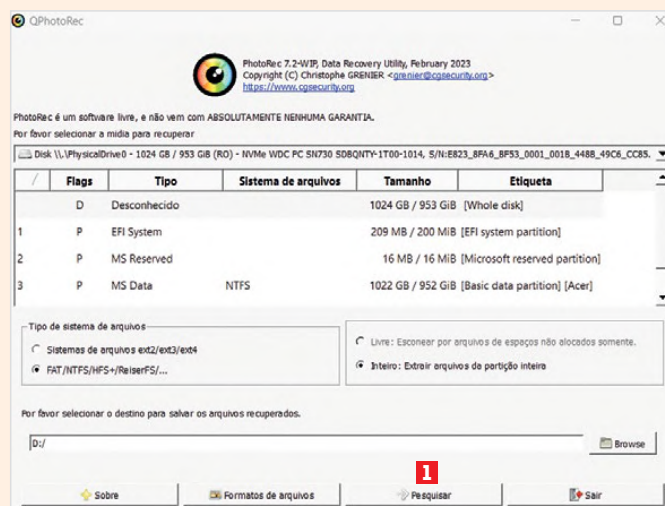 QPhotoRec
PhotoRec 7.2-WIP, Data Recovery Utility, February 2023
Copyright (C) Christophe GRENIER <grenier@cgsecurity.org>
https://www.cgsecurity.org
PhotoRec é um software livre, e não vem com ABSOLUTAMENTE NENHUMA GARANTIA.
Por favor selecionar a mídia para recuperar
Disk \\.\PhysicalDrive0 - 1024 GB / 953 GiB (RO) - NVMe WDC PC SN730 SDBQNTY-1T00-1014, S/N:E823_8FA6_BF53_0001_001B_448B_49C6_CC85.
/ Flags Tipo Sistema de arquivos Tamanho Etiqueta
D Desconhecido 1024 GB / 953 GiB [Whole disk]
1 P EFI System 209 MB / 200 MiB [EFI system partition]
2 P MS Reserved 16 MB / 16 MiB [Microsoft reserved partition]
3 P MS Data NTFS 1022 GB / 952 GiB [Basic data partition] [Acer]
Tipo de sistema de arquivos
Sistemas de arquivos ext2/ext3/ext4
FAT/NTFS/HFS+/ReiserFS/...
Livre: Esconear por arquivos de espaços não alocados somente.
Inteiro: Extrair arquivos da partição inteira
Por favor selecionar o destino para salvar os arquivos recuperados.
D:/
Browse
1
Sobre
Formatos de arquivos
Pesquisar
Sair